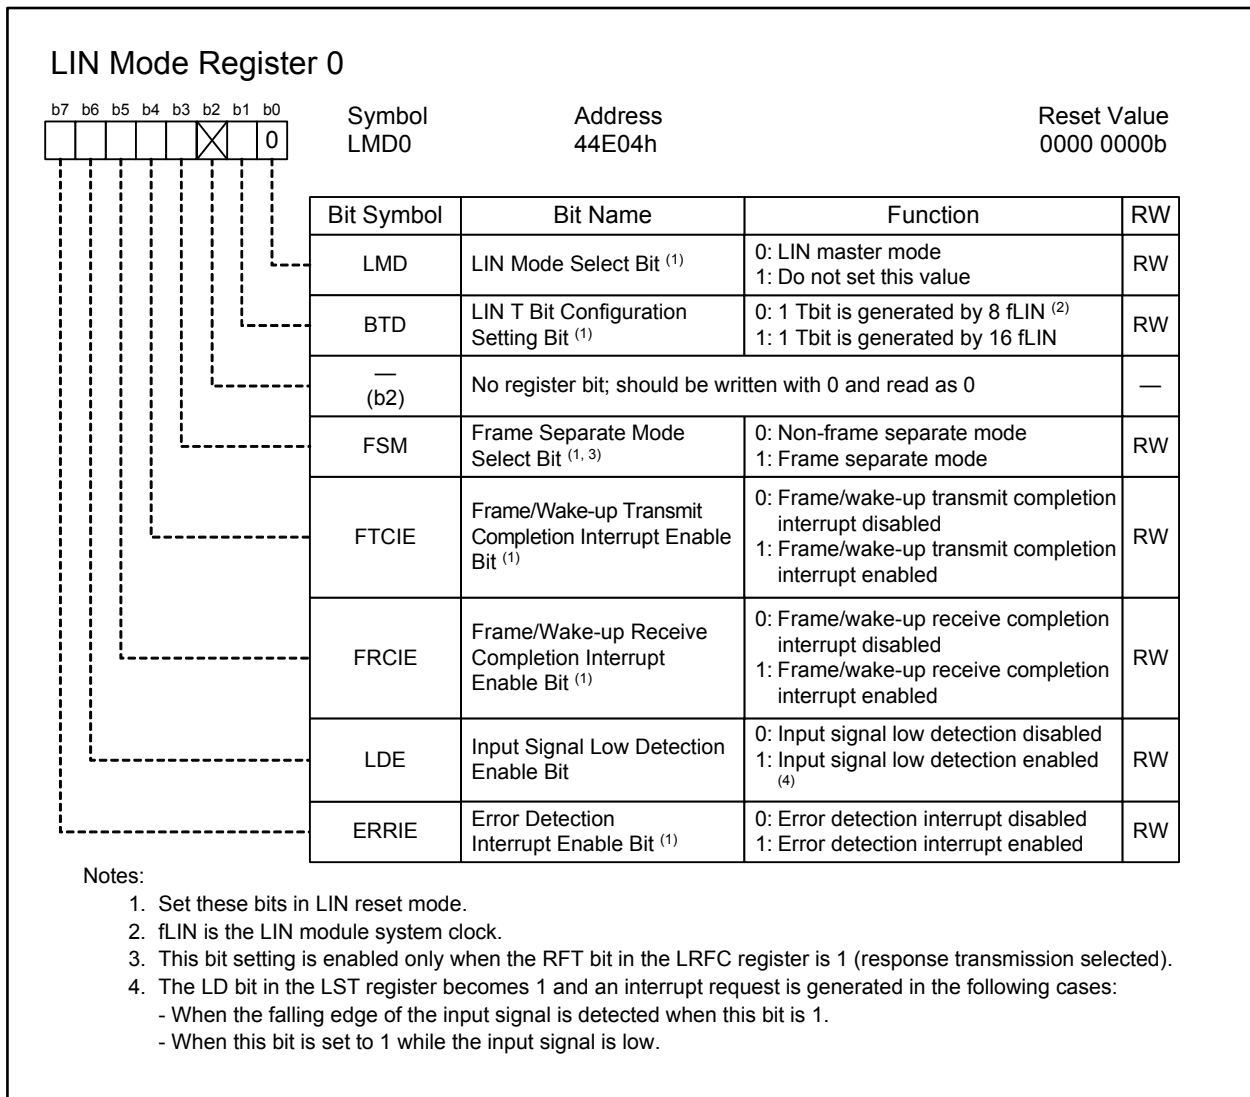 LIN Mode Register 0
b7 b6 b5 b4 b3 b2 b1 b0
0
Symbol Address Reset Value
LMD0 44E04h 0000 0000b
Bit Symbol Bit Name Function RW
LMD LIN Mode Select Bit (1) 0: LIN master mode
1: Do not set this value RW
BTD LIN T Bit Configuration
Setting Bit (1) 0: 1 Tbit is generated by 8 fLIN (2)
1: 1 Tbit is generated by 16 fLIN RW
—
(b2) No register bit; should be written with 0 and read as 0 —
FSM Frame Separate Mode
Select Bit (1, 3) 0: Non-frame separate mode
1: Frame separate mode RW
FTCIE Frame/Wake-up Transmit
Completion Interrupt Enable
Bit (1) 0: Frame/wake-up transmit completion
interrupt disabled
1: Frame/wake-up transmit completion
interrupt enabled RW
FRCIE Frame/Wake-up Receive
Completion Interrupt
Enable Bit (1) 0: Frame/wake-up receive completion
interrupt disabled
1: Frame/wake-up receive completion
interrupt enabled RW
LDE Input Signal Low Detection
Enable Bit 0: Input signal low detection disabled
1: Input signal low detection enabled
(4) RW
ERRIE Error Detection
Interrupt Enable Bit (1) 0: Error detection interrupt disabled
1: Error detection interrupt enabled RW
Notes:
1. Set these bits in LIN reset mode.
2. fLIN is the LIN module system clock.
3. This bit setting is enabled only when the RFT bit in the LRFC register is 1 (response transmission selected).
4. The LD bit in the LST register becomes 1 and an interrupt request is generated in the following cases:
- When the falling edge of the input signal is detected when this bit is 1.
- When this bit is set to 1 while the input signal is low.